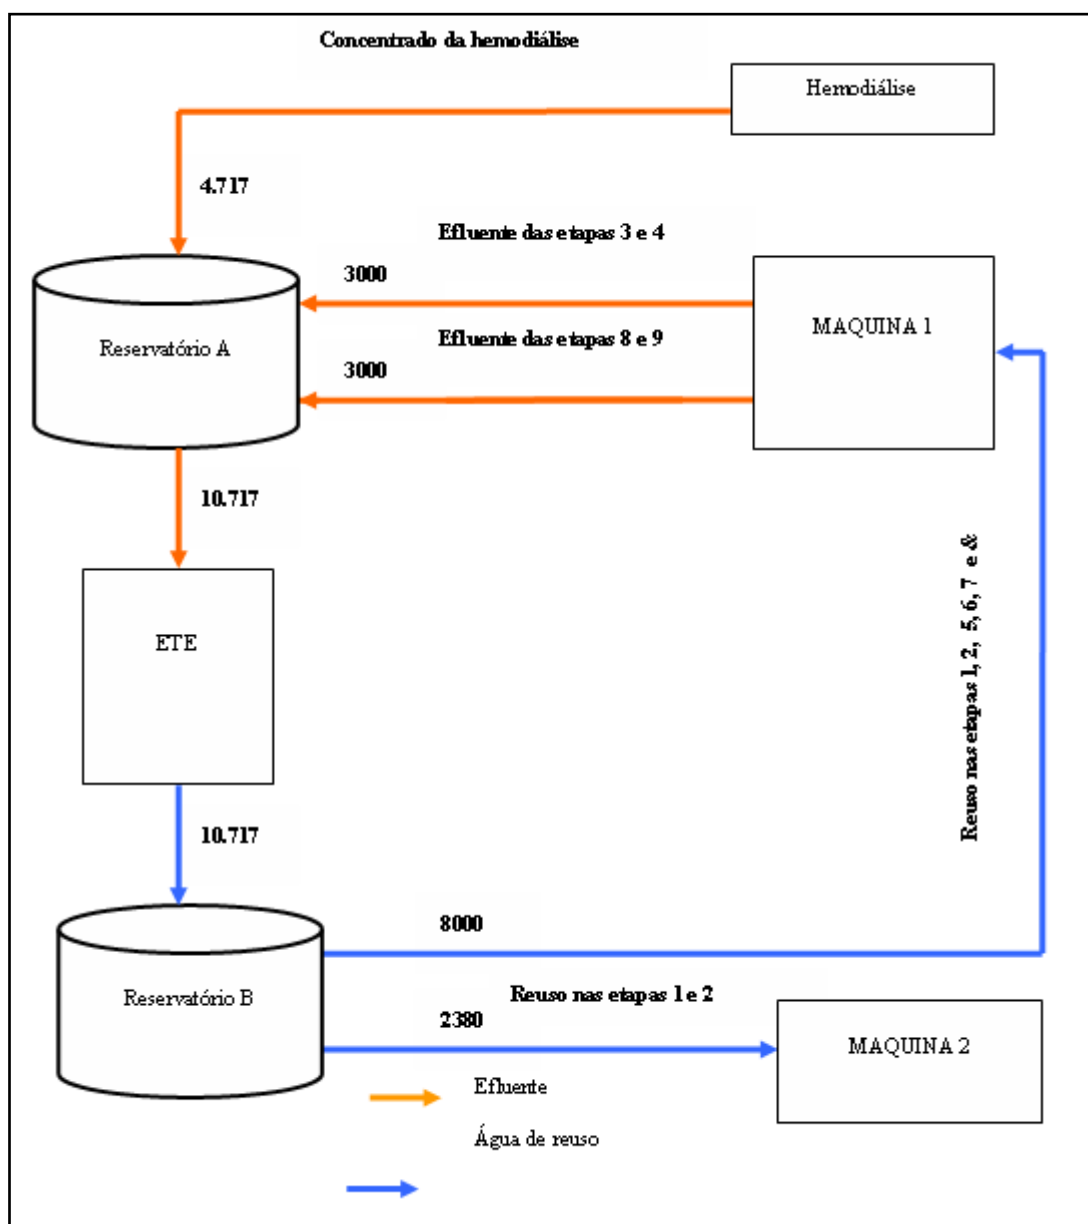 Concentrado da hemodiálise
Hemodiálise
4.717
Efluente das etapas 3 e 4
3000
MAQUINA 1
Reservatório A
Efluente das etapas 8 e 9
3000
10.717
Reuso nas etapas 1, 2, 5, 6, 7 e &
ETE
10.717
8000
Reuso nas etapas 1 e 2
Reservatório B
2380
MAQUINA 2
Efluente
Água de reuso